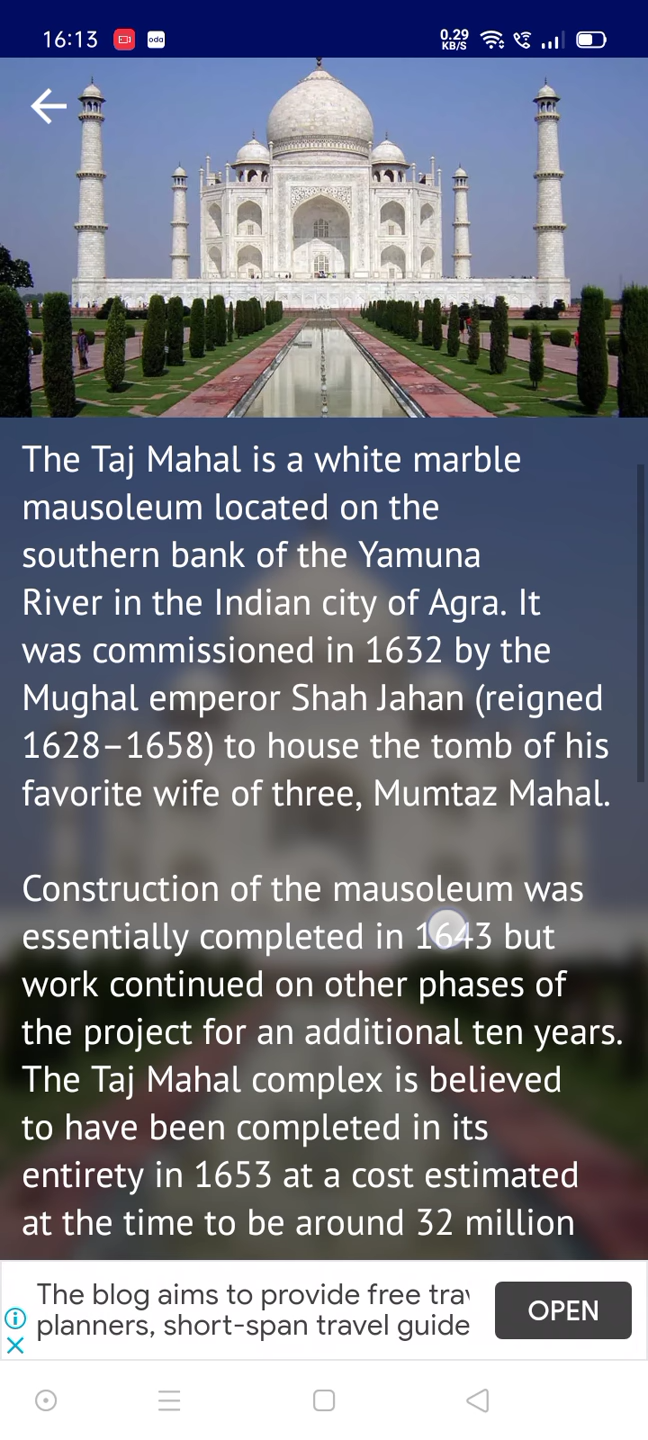 16:13
oda
0.29
KB/S
The Taj Mahal is a white marble
mausoleum located on the
southern bank of the Yamuna
River in the Indian city of Agra. It
was commissioned in 1632 by the
Mughal emperor Shah Jahan (reigned
1628–1658) to house the tomb of his
favorite wife of three, Mumtaz Mahal.
Construction of the mausoleum was
essentially completed in 1643 but
work continued on other phases of
the project for an additional ten years.
The Taj Mahal complex is believed
to have been completed in its
entirety in 1653 at a cost estimated
at the time to be around 32 million
The blog aims to provide free trav
planners, short-span travel guide
OPEN